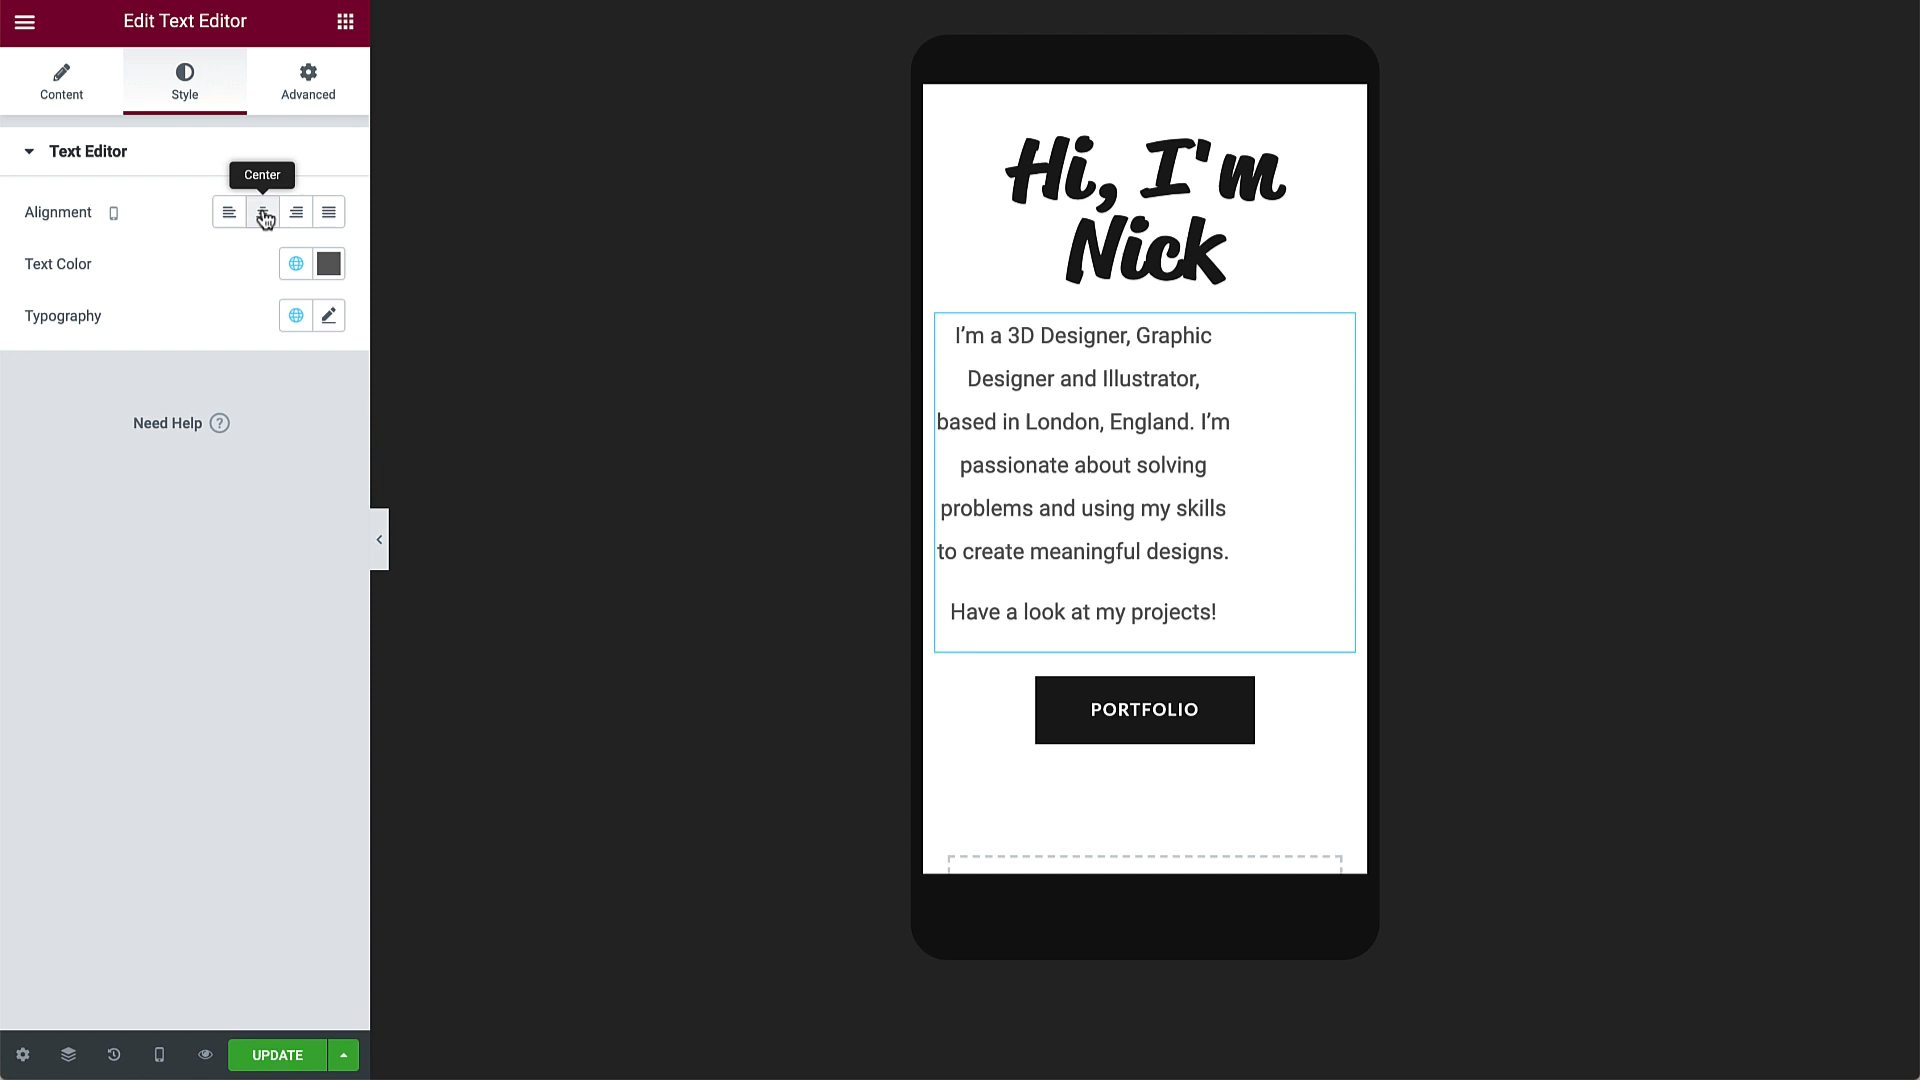 Edit Text Editor
Content
Style
Advanced
Text Editor
Center
Alignment
Text Color
Typography
Need Help ?
UPDATE
Hi, I'm
Nick
I’m a 3D Designer, Graphic
Designer and Illustrator,
based in London, England. I’m
passionate about solving
problems and using my skills
to create meaningful designs.
Have a look at my projects!
PORTFOLIO